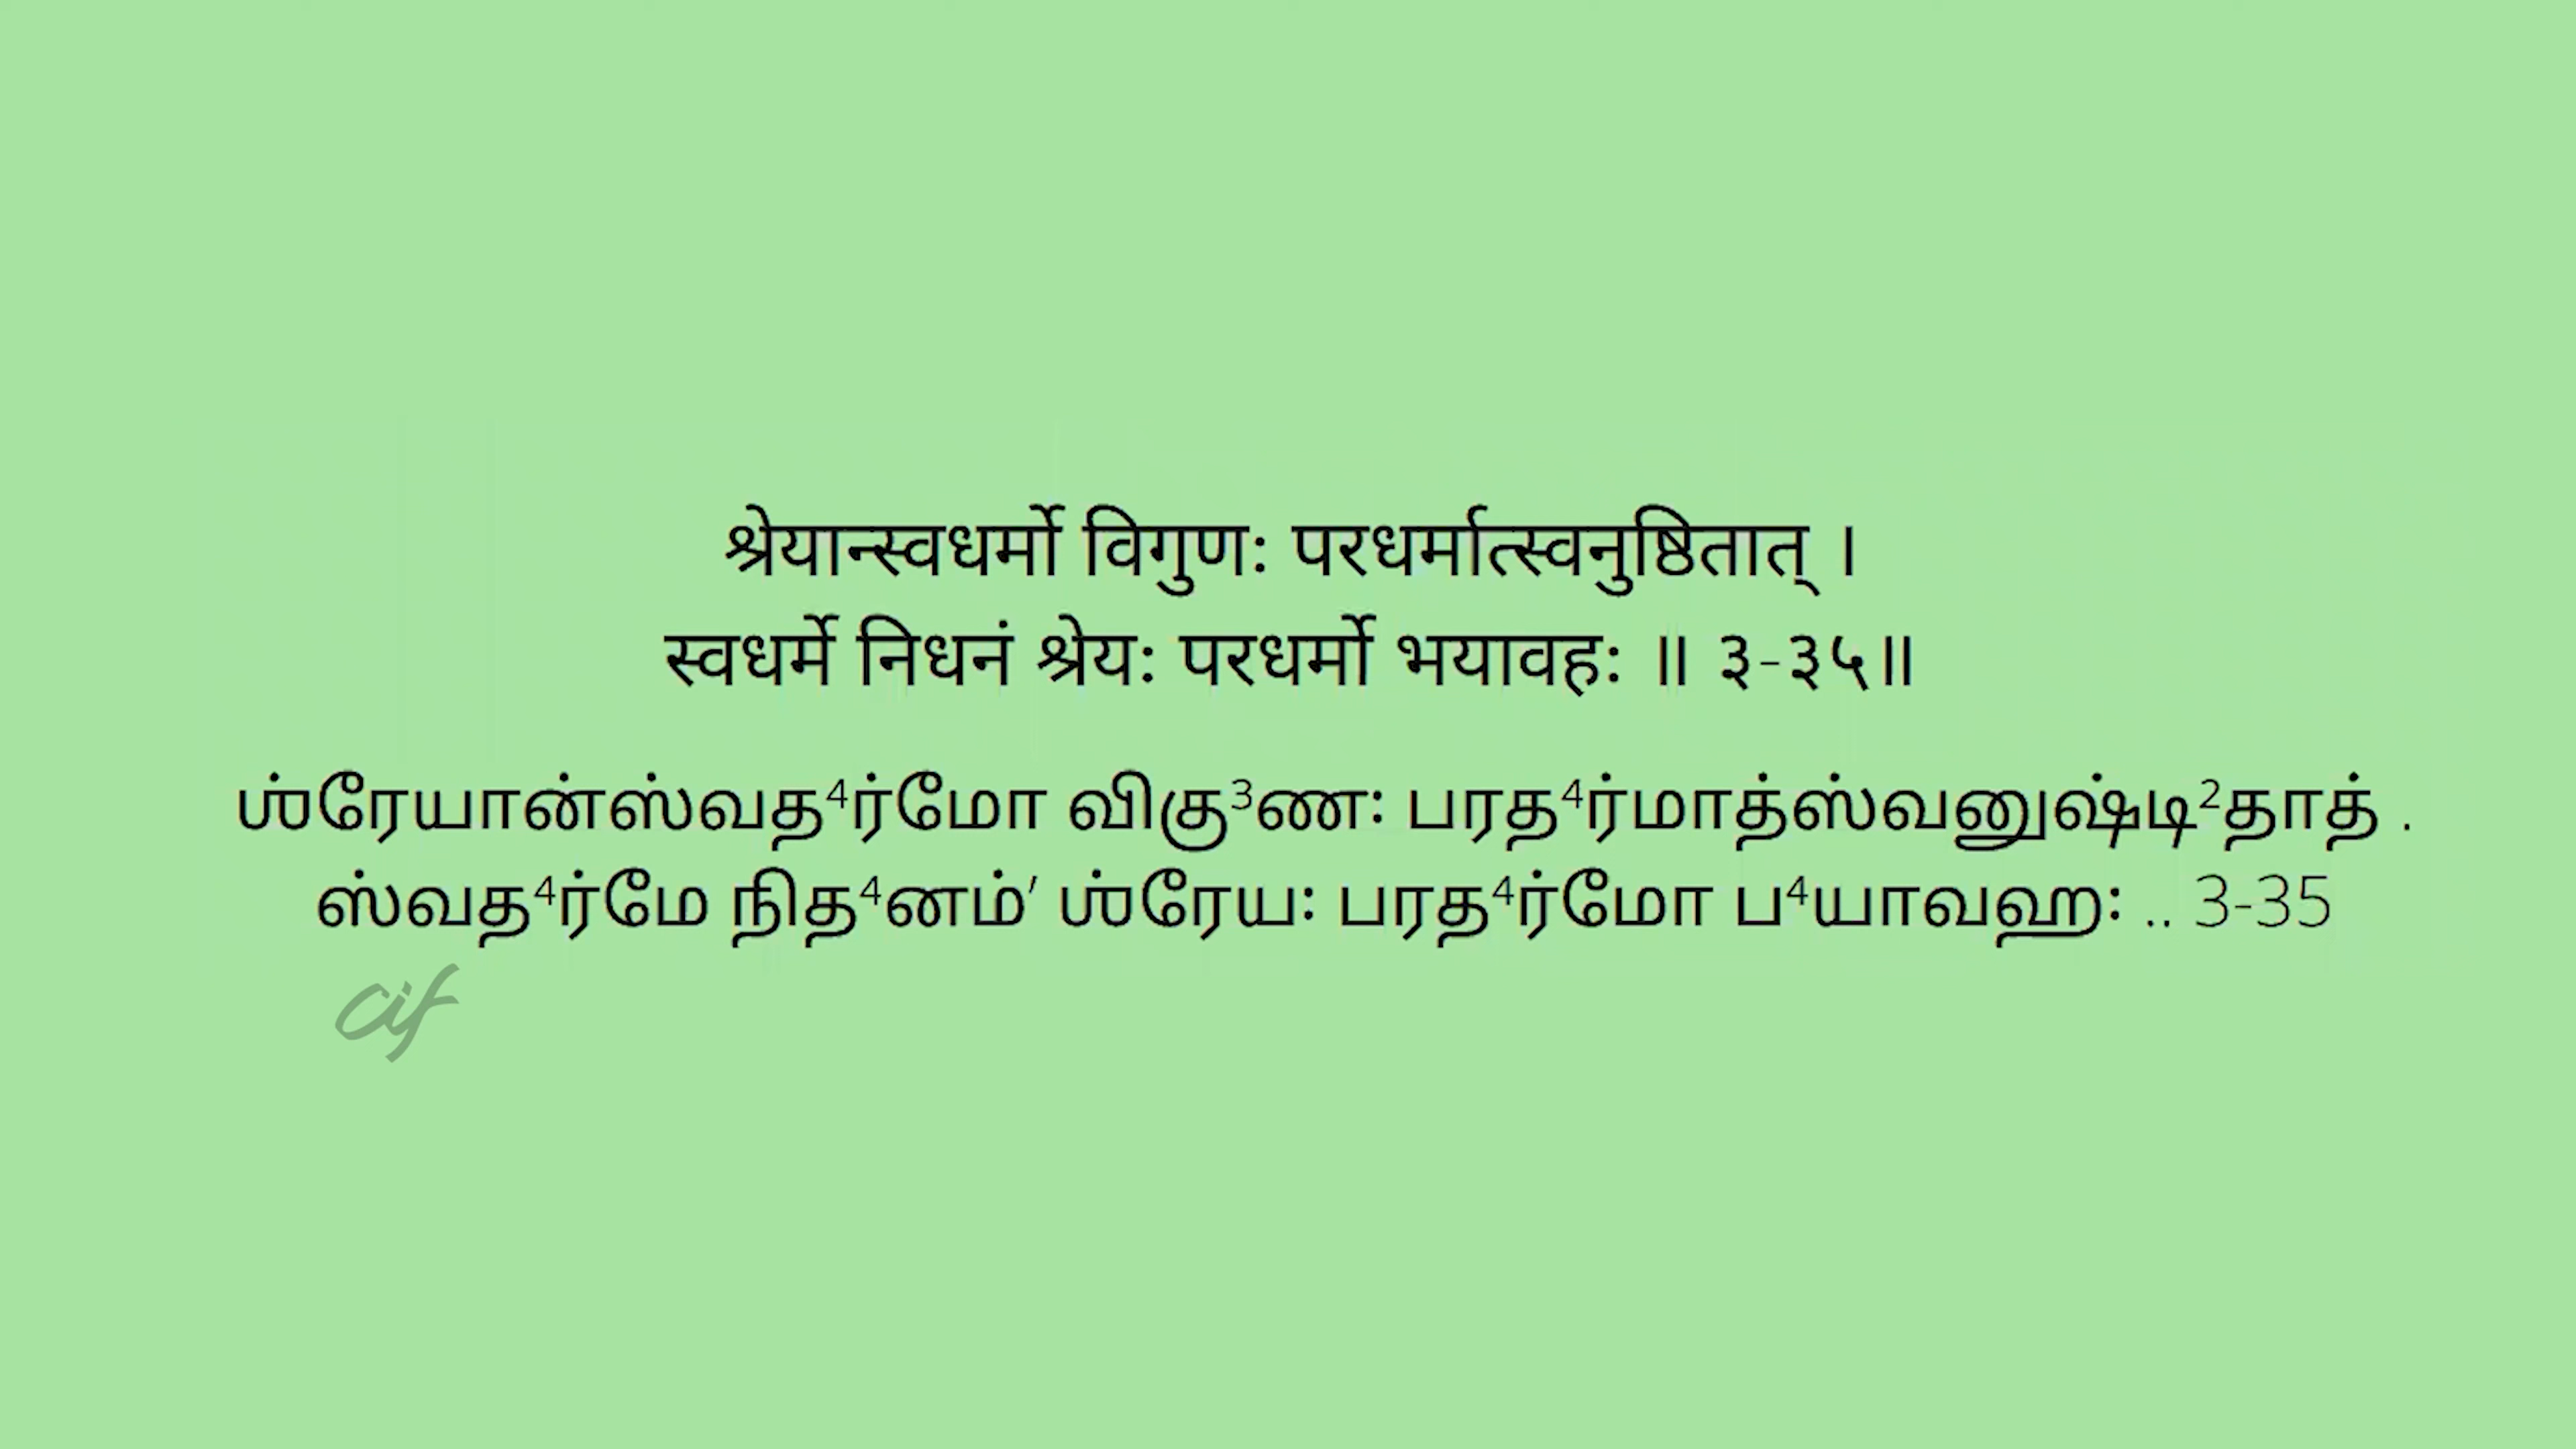 श्रेयान्स्वधर्मो विगुणः परधर्मात्स्वनुष्ठितात् ।
स्वधर्मे निधनं श्रेयः परधर्मो भयावहः ॥ ३-३५॥
ஶ்ரேயான்ஸ்வத⁴ர்மோ விகு³ண꞉ பரத⁴ர்மாத்ஸ்வனுஷ்டி²தாத் .
ஸ்வத⁴ர்மே நித⁴னம்ʼ ஶ்ரேய꞉ பரத⁴ர்மோ ப⁴யாவஹ꞉ .. 3-35
cif